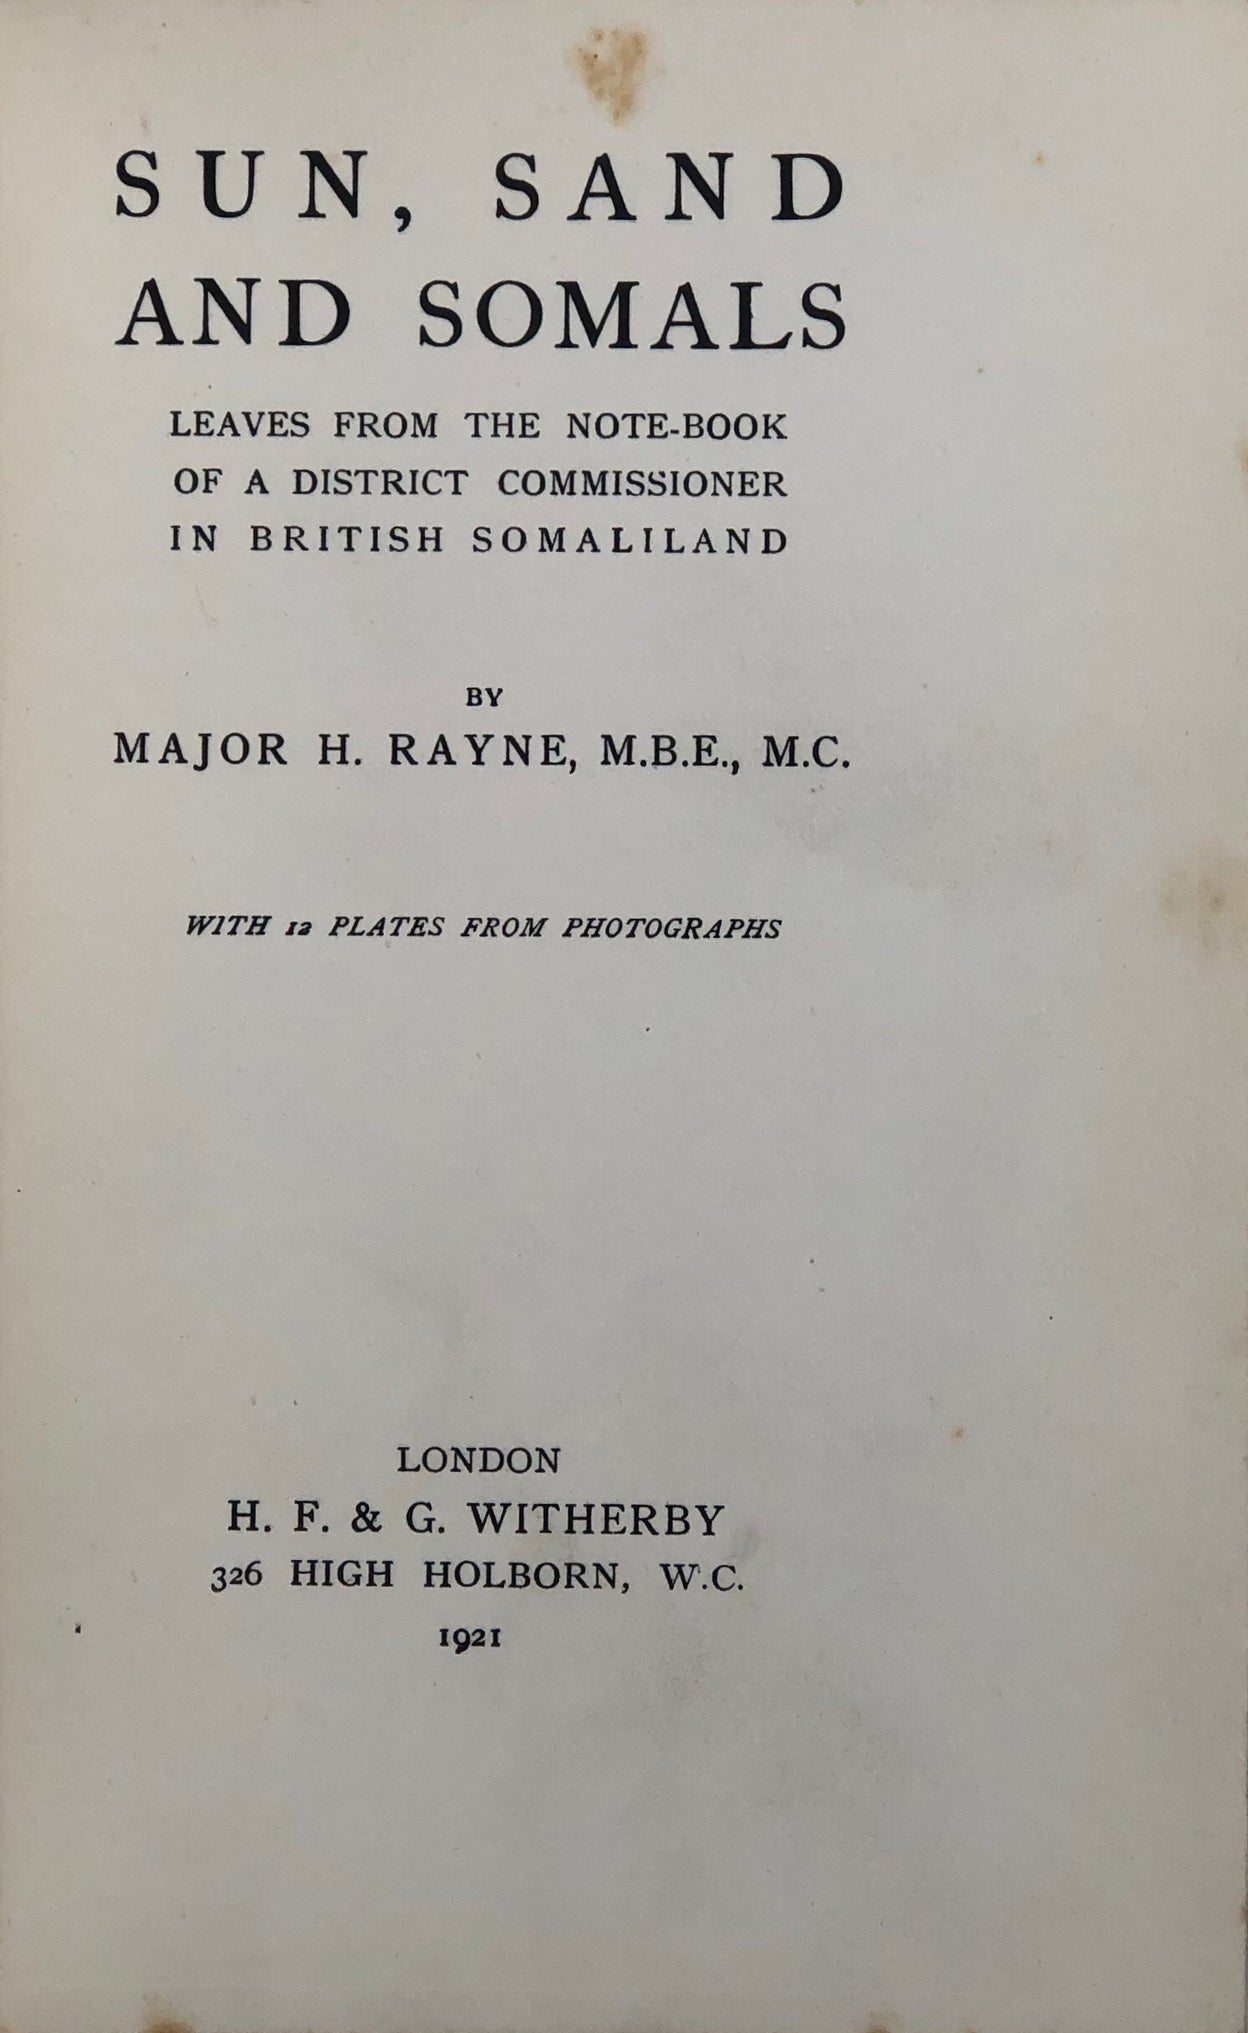 SUN, SAND
AND SOMALS
LEAVES FROM THE NOTE-BOOK
OF A DISTRICT COMMISSIONER
IN BRITISH SOMALILAND
BY
MAJOR H. RAYNE, M.B.E., M.C.
WITH 12 PLATES FROM PHOTOGRAPHS
LONDON
H. F. & G. WITHERBY
326 HIGH HOLBORN, W.C.
1921